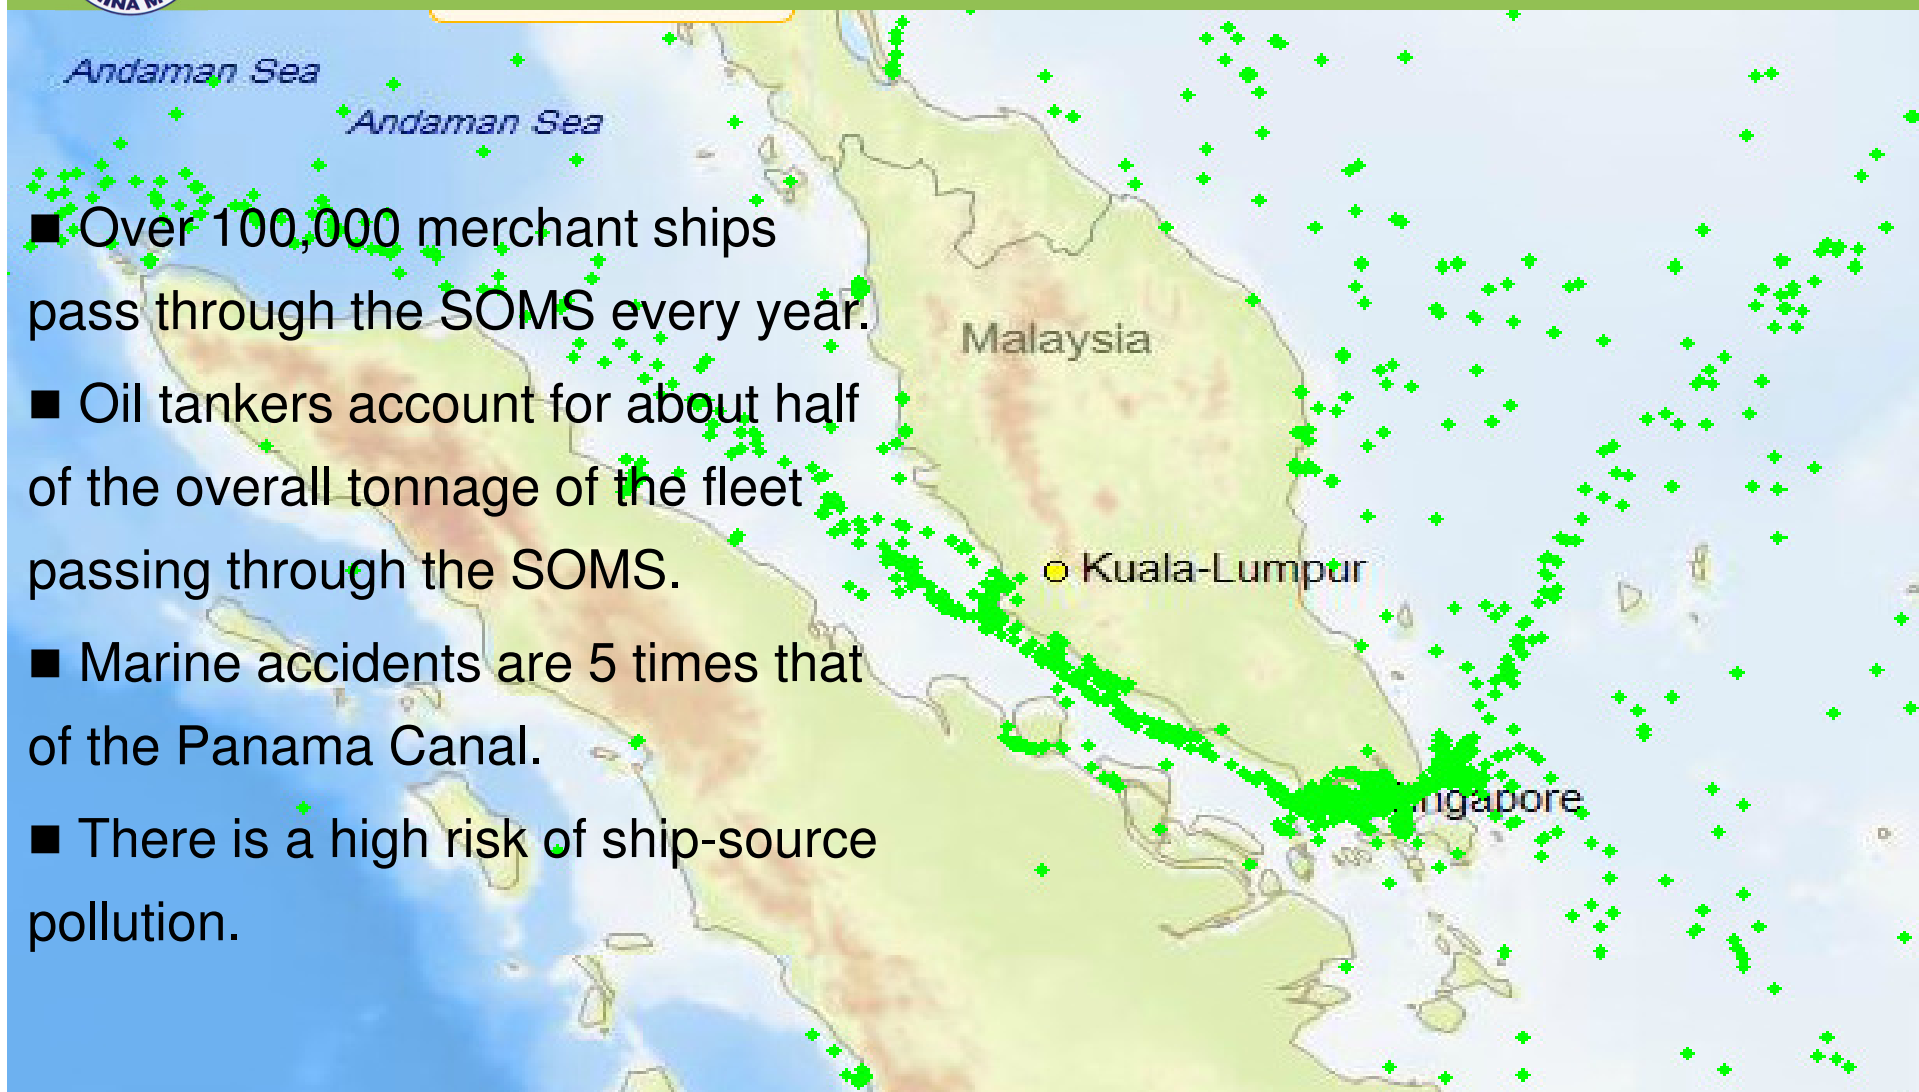 Andaman Sea
Andaman Sea
■ Over 100,000 merchant ships
pass through the SOMS every year.
■ Oil tankers account for about half
of the overall tonnage of the fleet
passing through the SOMS.
■ Marine accidents are 5 times that
of the Panama Canal.
■ There is a high risk of ship-source
pollution.
Malaysia
Kuala-Lumpur